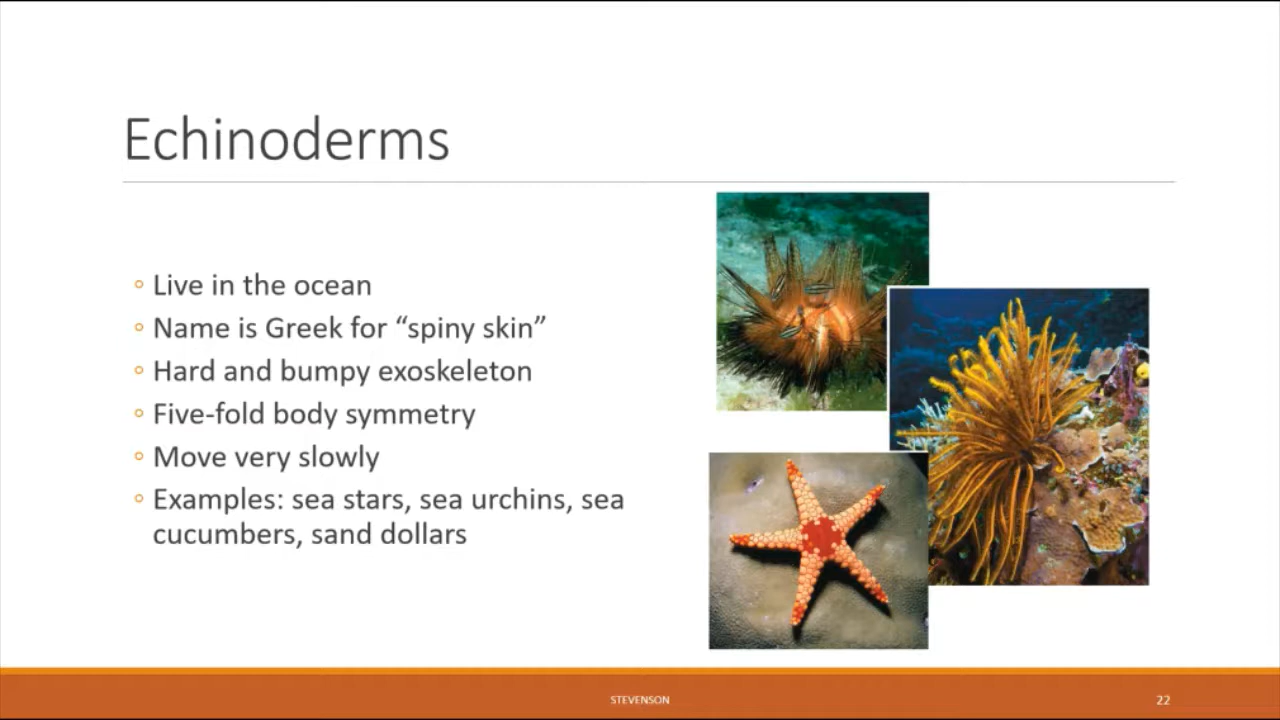 Echinoderms
◦ Live in the ocean
◦ Name is Greek for “spiny skin”
◦ Hard and bumpy exoskeleton
◦ Five-fold body symmetry
◦ Move very slowly
◦ Examples: sea stars, sea urchins, sea
cucumbers, sand dollars
STEVENSON
22